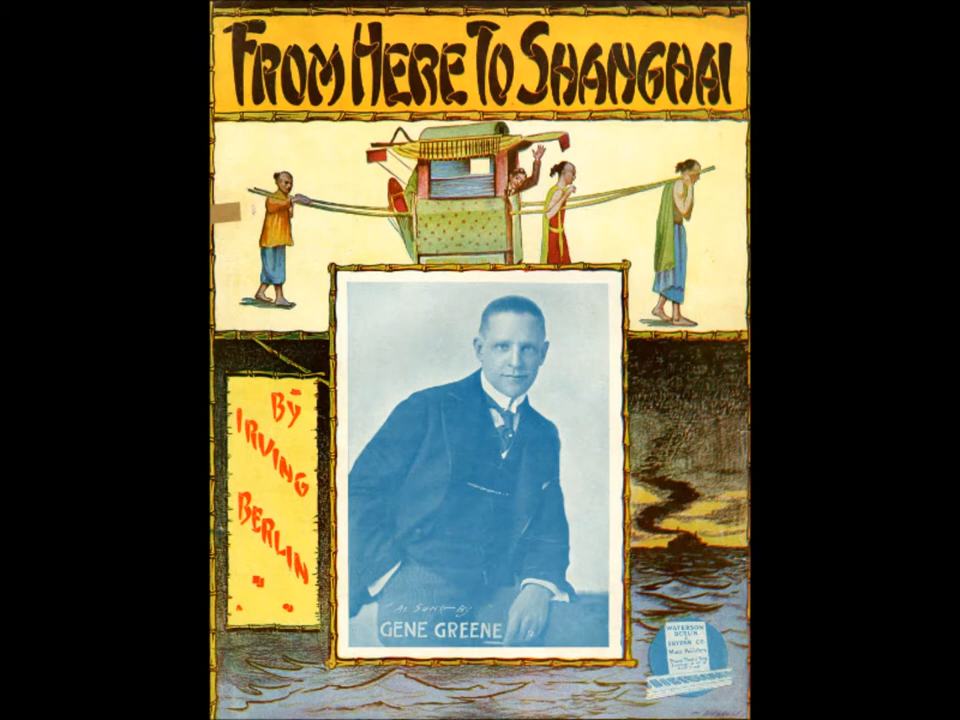 FROM HERE TO SHANGHAI
BY
IRVING
BERLIN
"AS SUNG BY
GENE GREENE
WATERSON
BERLIN
&
SNYDER CO.
Music Publishers